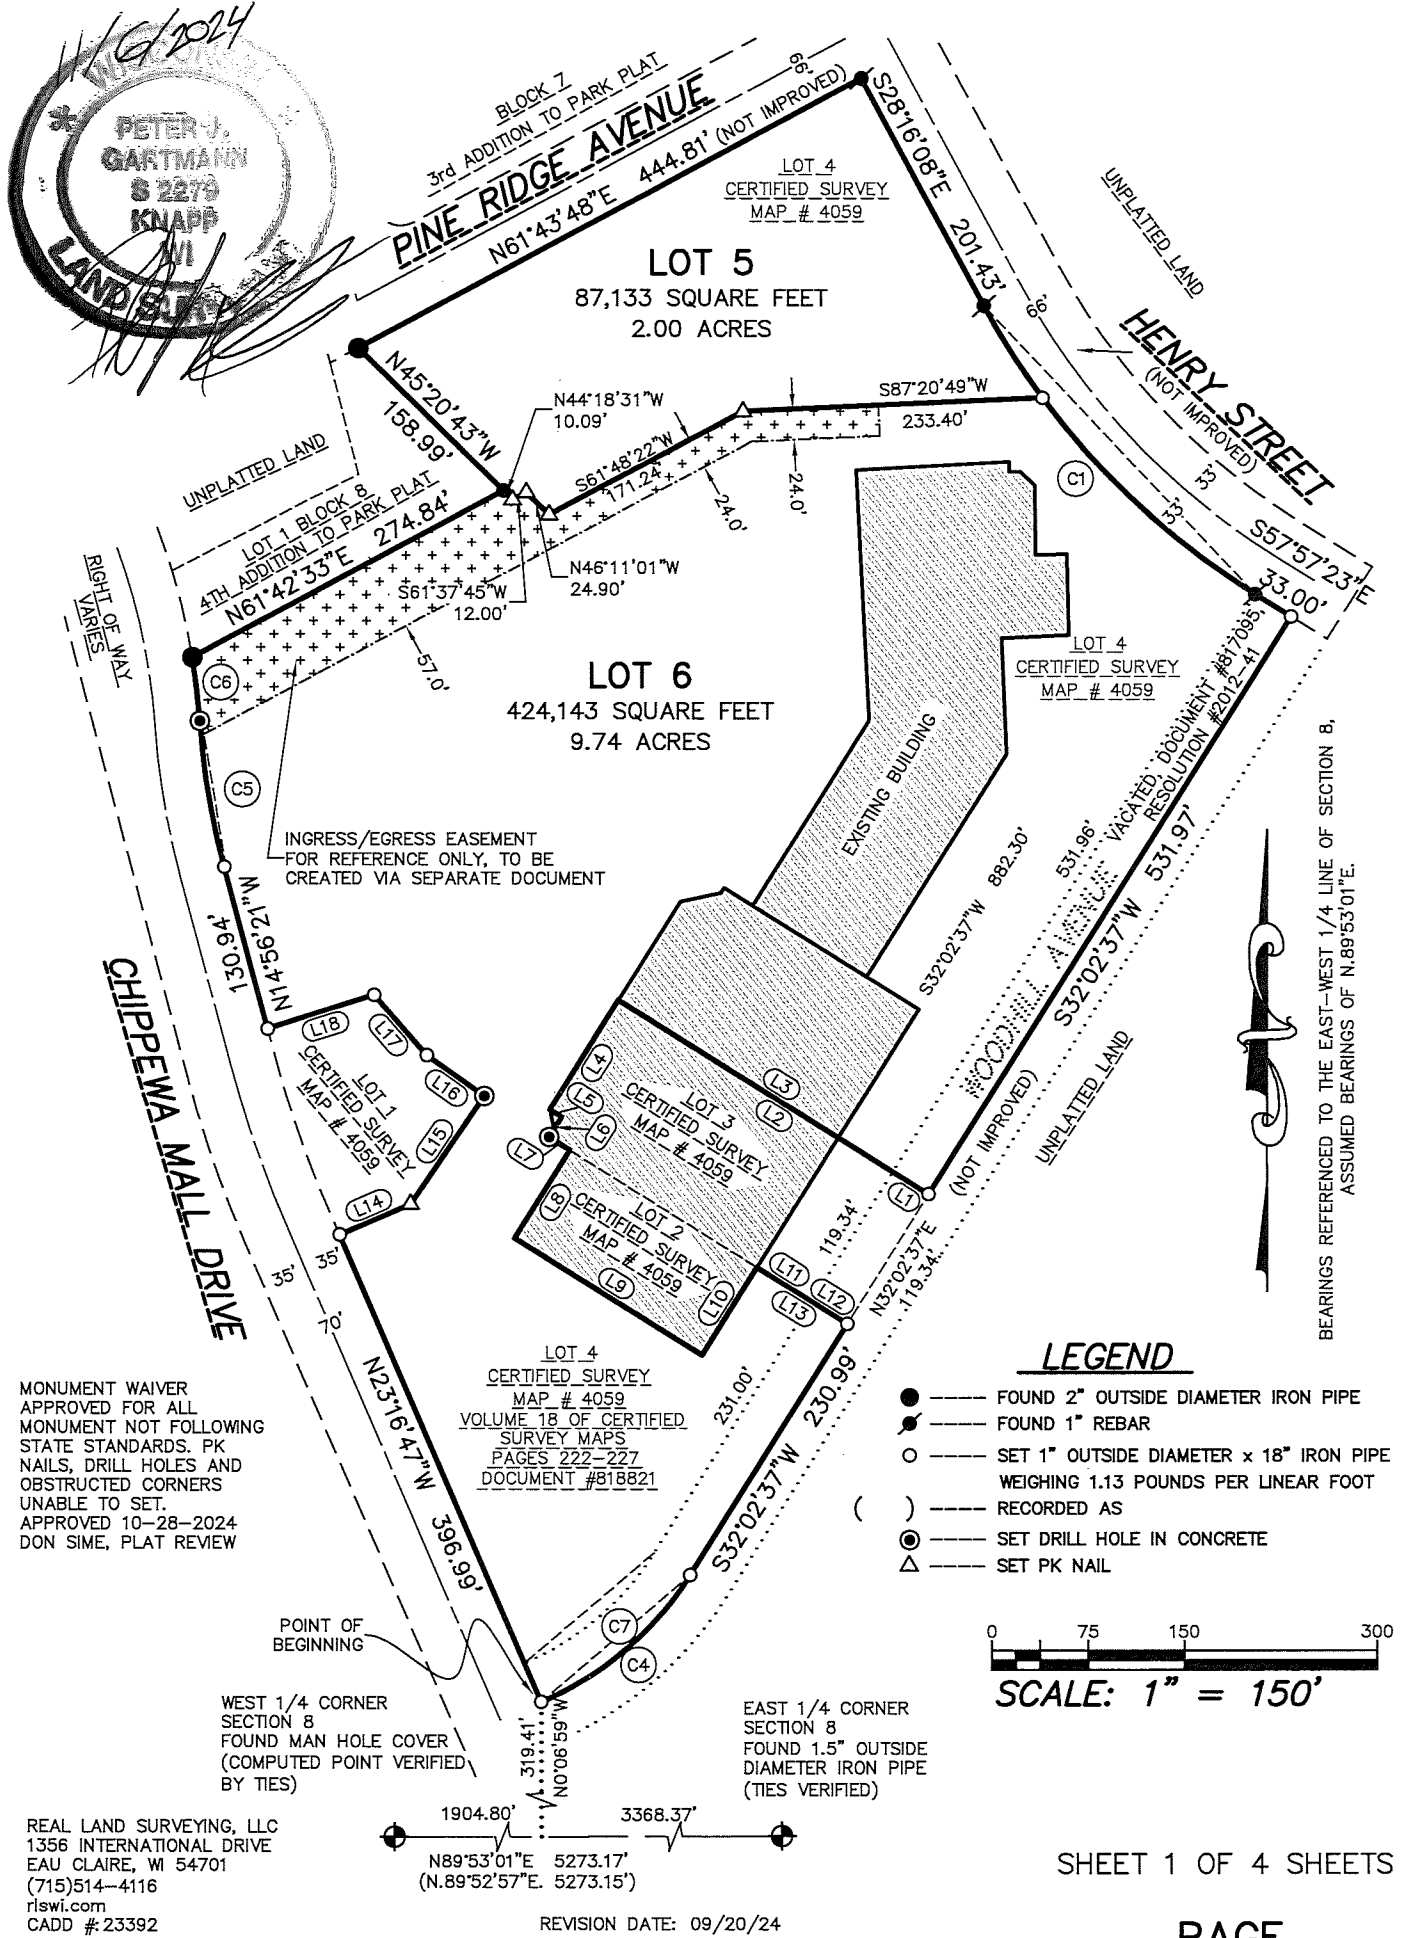 11/6/2024
WISCONSIN
PETER J.
GARTMANN
S 2279
KNAPP
WI
LAND
BLOCK 7
3rd ADDITION TO PARK PLAT
PINE RIDGE AVENUE
66'
(NOT IMPROVED)
N61°43'48"E 444.81'
S28°16'08"E 201.43'
LOT 4
CERTIFIED SURVEY
MAP # 4059
LOT 5
87,133 SQUARE FEET
2.00 ACRES
UNPLATTED LAND
66'
HENRY STREET
(NOT IMPROVED)
33'
33'
N45°20'43"W
158.99'
N44°18'31"W
10.09'
S87°20'49"W
233.40'
S61°48'22"W
171.24'
24.0'
24.0'
C1
S57°57'23"E
33.00'
UNPLATTED LAND
LOT 1 BLOCK 8
4TH ADDITION TO PARK PLAT
N61°42'33"E 274.84'
S61°37'45"W
12.00'
N46°11'01"W
24.90'
57.0'
RIGHT OF WAY
VARIES
C6
LOT 6
424,143 SQUARE FEET
9.74 ACRES
LOT 4
CERTIFIED SURVEY
MAP # 4059
EXISTING BUILDING
C5
INGRESS/EGRESS EASEMENT
FOR REFERENCE ONLY, TO BE
CREATED VIA SEPARATE DOCUMENT
S32°02'37"W 882.30'
531.96'
WOODMILL AVENUE
VACATED, DOCUMENT #817095,
RESOLUTION #2012-41
S32°02'37"W 531.97'
(NOT IMPROVED)
UNPLATTED LAND
BEARINGS REFERENCED TO THE EAST-WEST 1/4 LINE OF SECTION 8,
ASSUMED BEARINGS OF N.89°53'01"E.
N14°56'21"W
130.94'
CHIPPEWA MALL DRIVE
L18
L17
L16
L15
L14
LOT 1
CERTIFIED SURVEY
MAP # 4059
L4
L5
L6
L7
L8
L3
L2
L1
LOT 3
CERTIFIED SURVEY
MAP # 4059
LOT 2
CERTIFIED SURVEY
MAP # 4059
L9
L10
L11
L12
L13
119.34'
N32°02'37"E
119.34'
35'
35'
70'
LOT 4
CERTIFIED SURVEY
MAP # 4059
VOLUME 18 OF CERTIFIED
SURVEY MAPS
PAGES 222-227
DOCUMENT #818821
231.00'
S32°02'37"W 230.99'
N23°16'47"W 396.99'
MONUMENT WAIVER
APPROVED FOR ALL
MONUMENT NOT FOLLOWING
STATE STANDARDS. PK
NAILS, DRILL HOLES AND
OBSTRUCTED CORNERS
UNABLE TO SET.
APPROVED 10-28-2024
DON SIME, PLAT REVIEW
LEGEND
FOUND 2" OUTSIDE DIAMETER IRON PIPE
FOUND 1" REBAR
SET 1" OUTSIDE DIAMETER x 18" IRON PIPE
WEIGHING 1.13 POUNDS PER LINEAR FOOT
( ) RECORDED AS
SET DRILL HOLE IN CONCRETE
SET PK NAIL
0 75 150 300
SCALE: 1" = 150'
POINT OF
BEGINNING
C7
C4
WEST 1/4 CORNER
SECTION 8
FOUND MAN HOLE COVER
(COMPUTED POINT VERIFIED
BY TIES)
319.41'
N0°06'59"W
EAST 1/4 CORNER
SECTION 8
FOUND 1.5" OUTSIDE
DIAMETER IRON PIPE
(TIES VERIFIED)
1904.80' 3368.37'
N89°53'01"E 5273.17'
(N.89°52'57"E. 5273.15')
REAL LAND SURVEYING, LLC
1356 INTERNATIONAL DRIVE
EAU CLAIRE, WI 54701
(715)514-4116
rlswi.com
CADD #: 23392
REVISION DATE: 09/20/24
SHEET 1 OF 4 SHEETS
PAGE